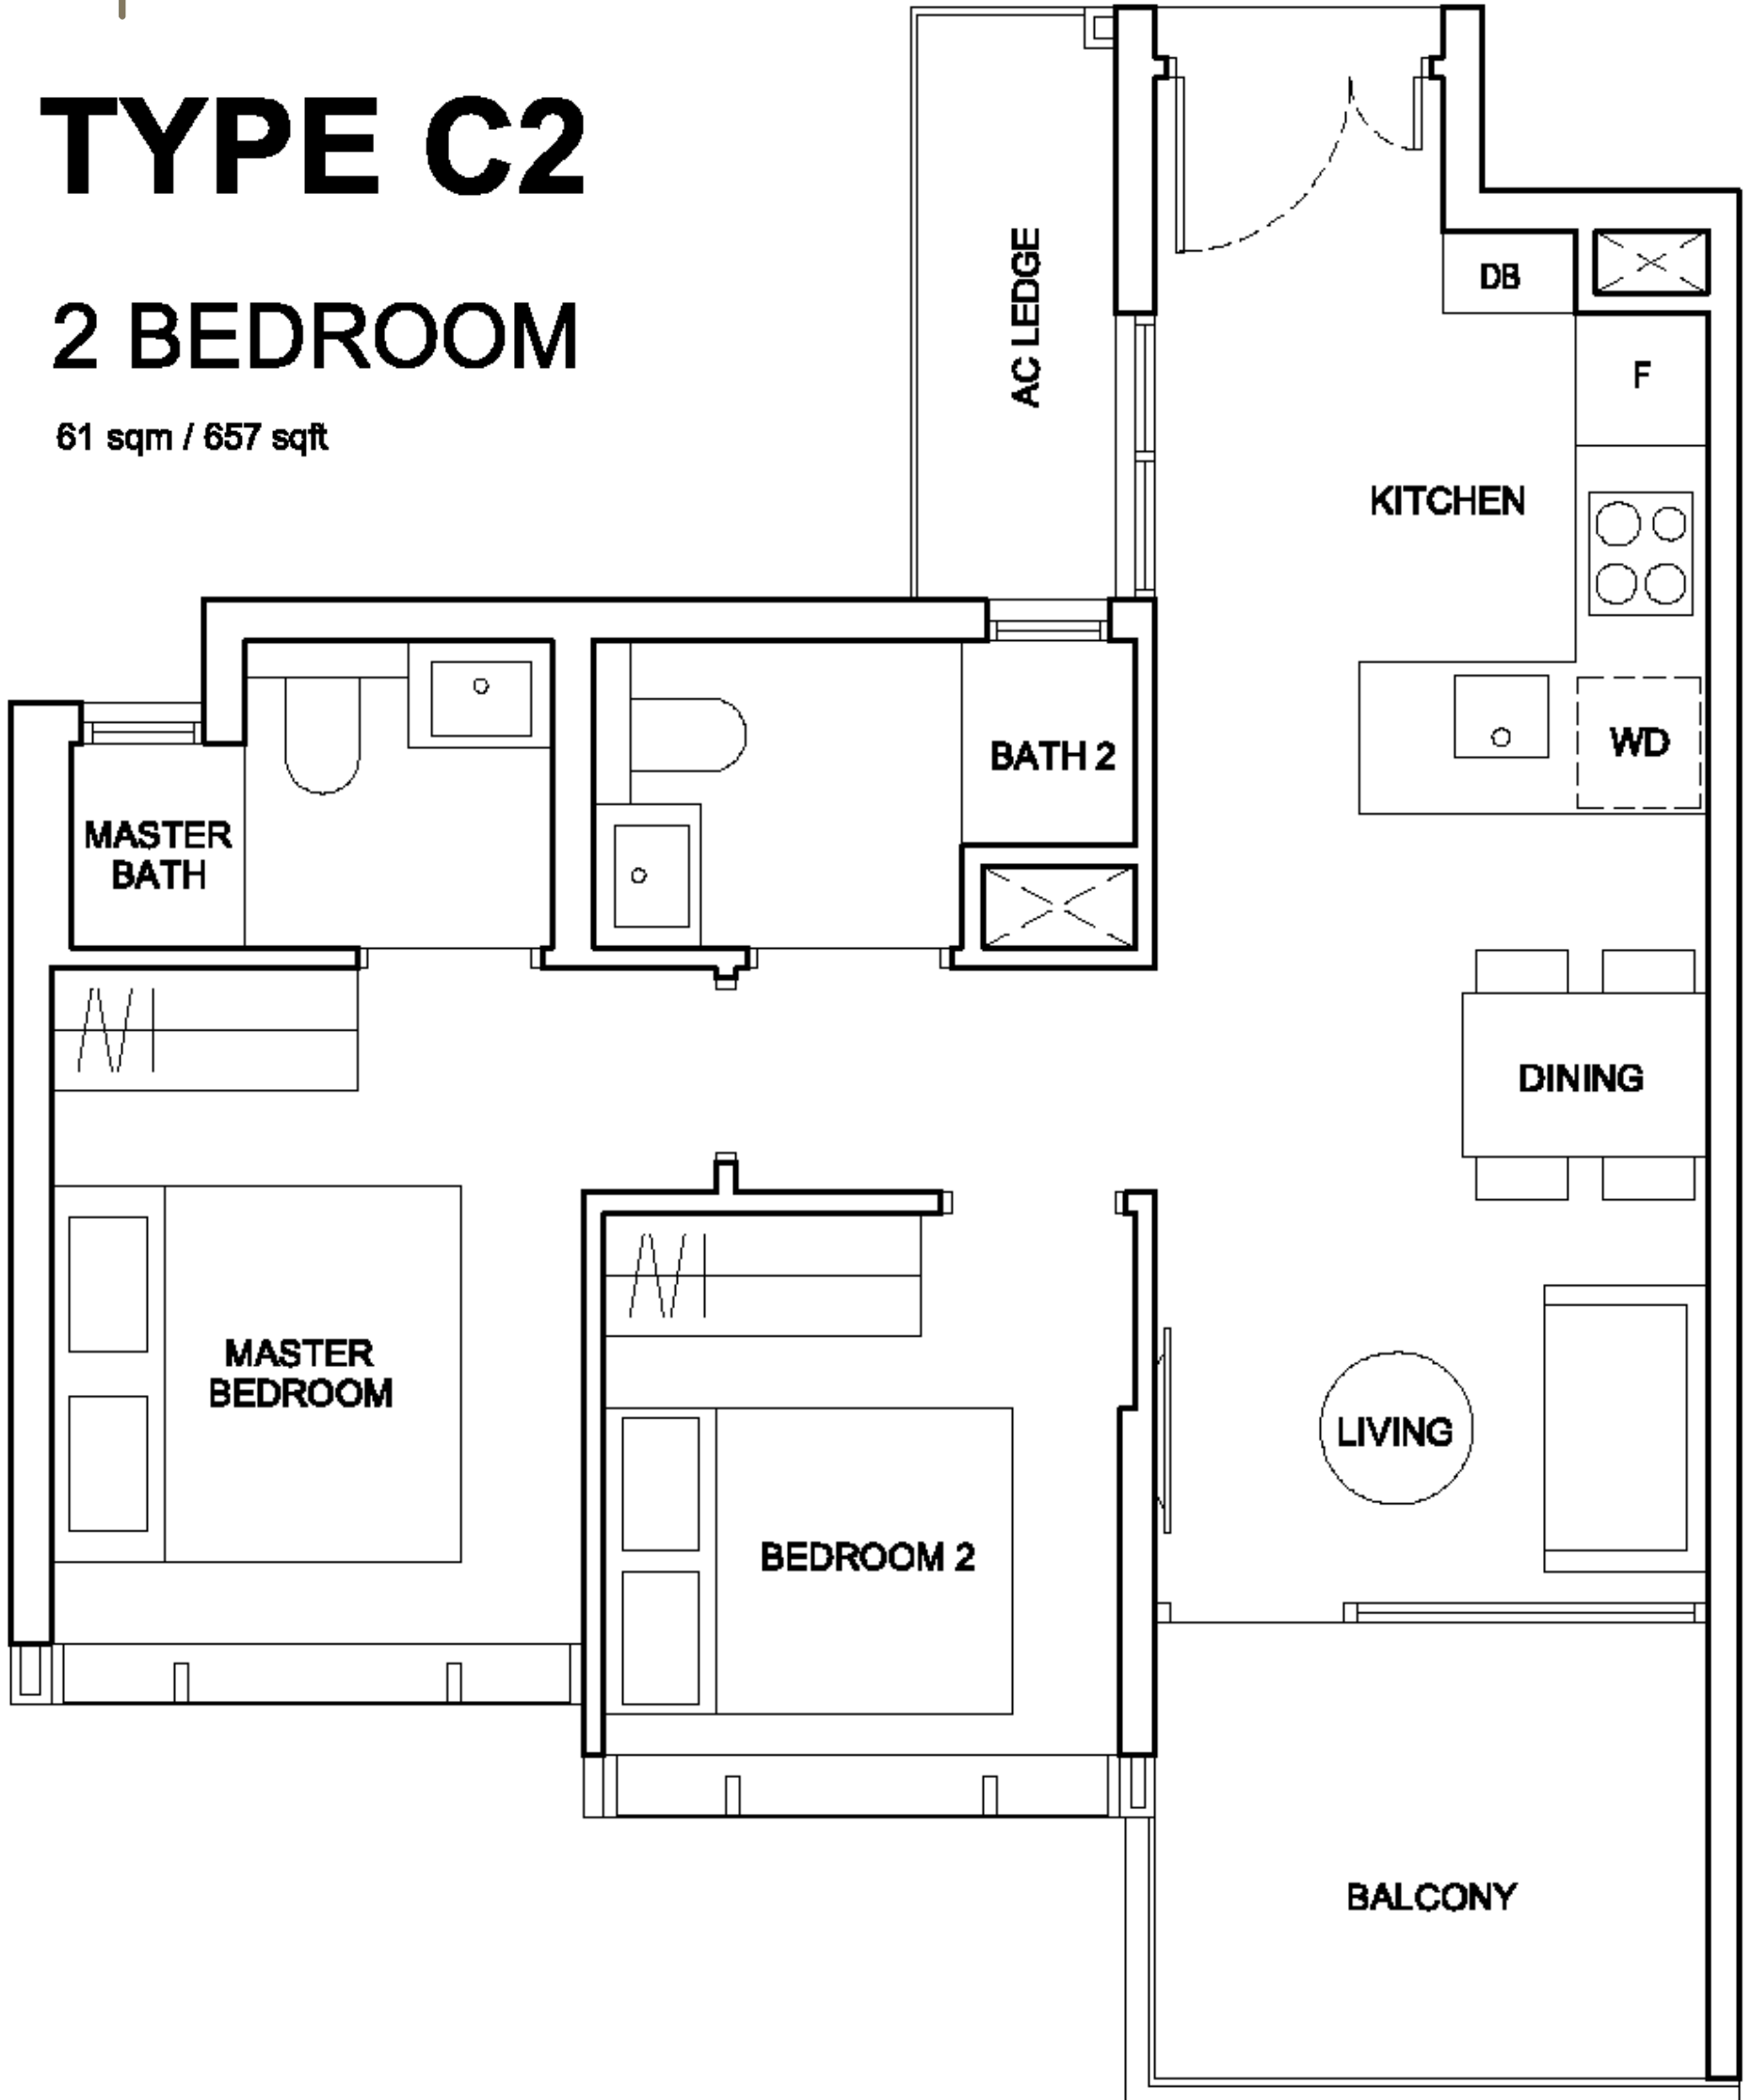 TYPE C2
2 BEDROOM
61 sqm / 657 sqft
AC LEDGE
DB
F
KITCHEN
WD
BATH 2
MASTER
BATH
DINING
MASTER
BEDROOM
LIVING
BEDROOM 2
BALCONY